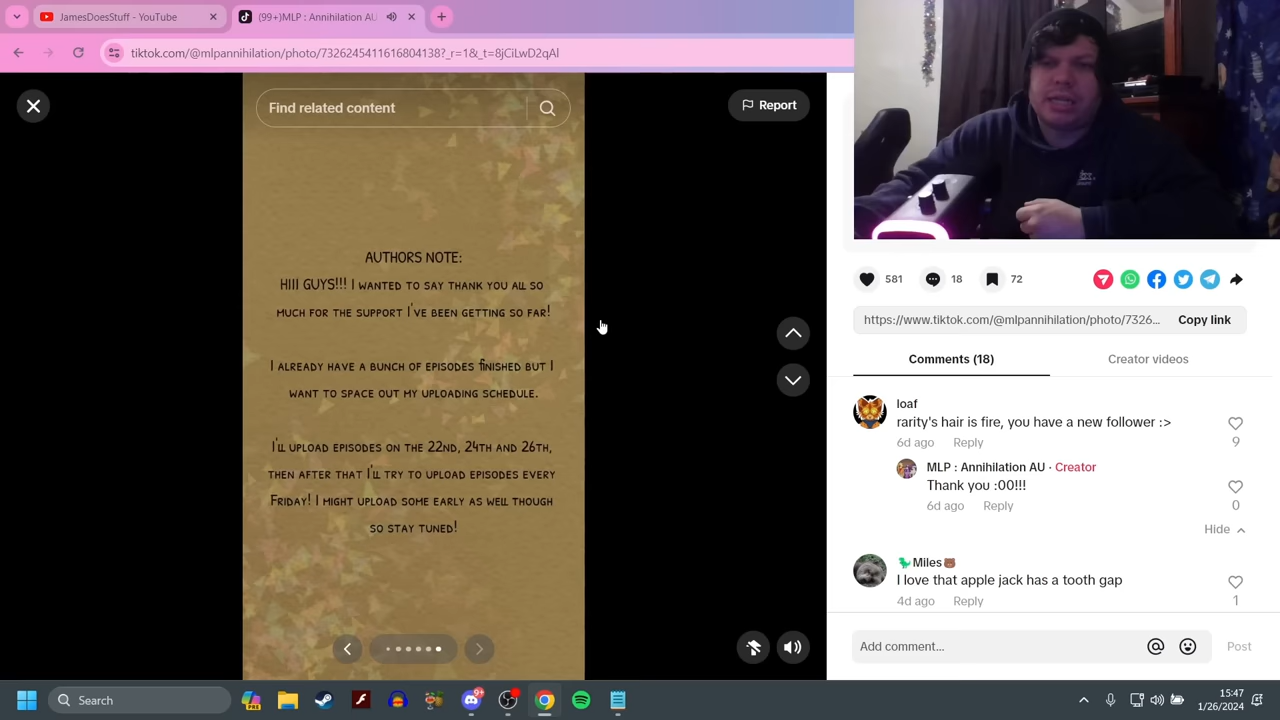 JamesDoesStuff - YouTube
(99+)MLP : Annihilation AU
tiktok.com/@mlpannihilation/photo/7326245411616804138?_r=1&_t=8jCiLwD2qAl
Find related content
Report
AUTHORS NOTE:
HIII GUYS!!! I WANTED TO SAY THANK YOU ALL SO
MUCH FOR THE SUPPORT I'VE BEEN GETTING SO FAR!
I ALREADY HAVE A BUNCH OF EPISODES FINISHED BUT I
WANT TO SPACE OUT MY UPLOADING SCHEDULE.
I'LL UPLOAD EPISODES ON THE 22ND, 24TH AND 26TH,
THEN AFTER THAT I'LL TRY TO UPLOAD EPISODES EVERY
FRIDAY! I MIGHT UPLOAD SOME EARLY AS WELL THOUGH
SO STAY TUNED!
581
18
72
https://www.tiktok.com/@mlpannihilation/photo/7326...
Copy link
Comments (18)
Creator videos
loaf
rarity's hair is fire, you have a new follower :>
6d ago
Reply
9
MLP : Annihilation AU · Creator
Thank you :00!!!
6d ago
Reply
0
Hide
🦖Miles🐻
I love that apple jack has a tooth gap
4d ago
Reply
1
Add comment...
Post
Search
PRE
9+
15:47
1/26/2024